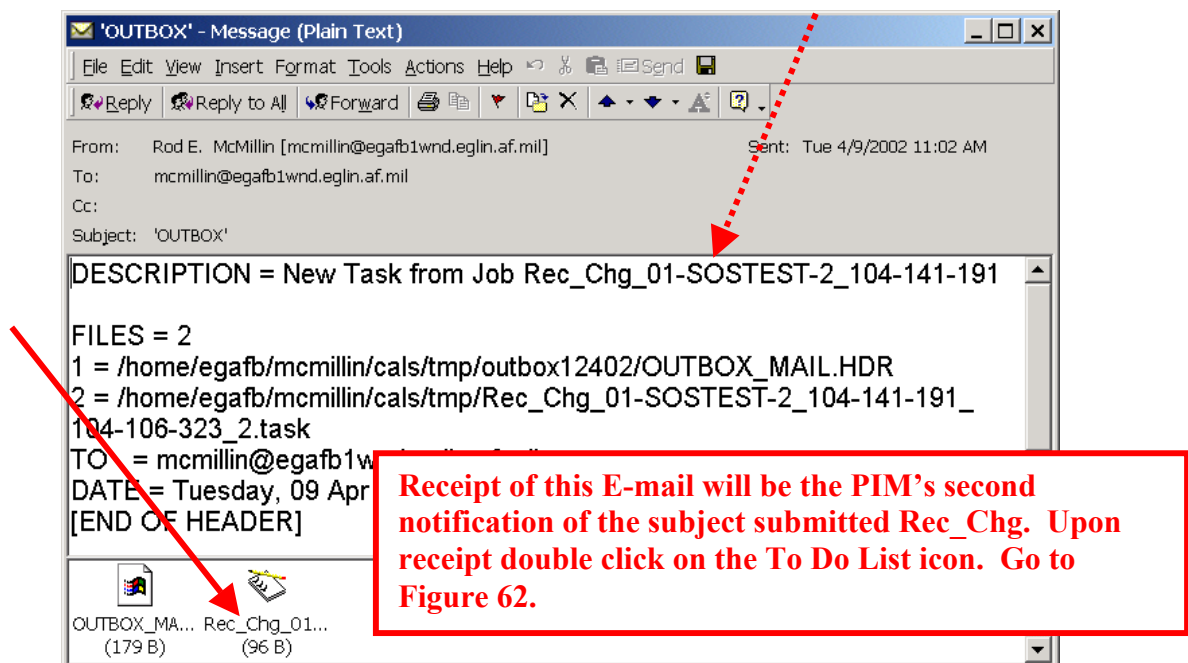 'OUTBOX' - Message (Plain Text)
File Edit View Insert Format Tools Actions Help Send
Reply Reply to All Forward
From: Rod E. McMillin [mcmillin@egafb1wnd.eglin.af.mil] Sent: Tue 4/9/2002 11:02 AM
To: mcmillin@egafb1wnd.eglin.af.mil
Cc:
Subject: 'OUTBOX'
DESCRIPTION = New Task from Job Rec_Chg_01-SOSTEST-2_104-141-191
FILES = 2
1 = /home/egafb/mcmillin/cals/tmp/outbox12402/OUTBOX_MAIL.HDR
2 = /home/egafb/mcmillin/cals/tmp/Rec_Chg_01-SOSTEST-2_104-141-191_
104-106-323_2.task
TO = mcmillin@egafb1w
DATE = Tuesday, 09 Apr
[END OF HEADER]
Receipt of this E-mail will be the PIM's second
notification of the subject submitted Rec_Chg. Upon
receipt double click on the To Do List icon. Go to
Figure 62.
OUTBOX_MA... Rec_Chg_01...
(179 B) (96 B)